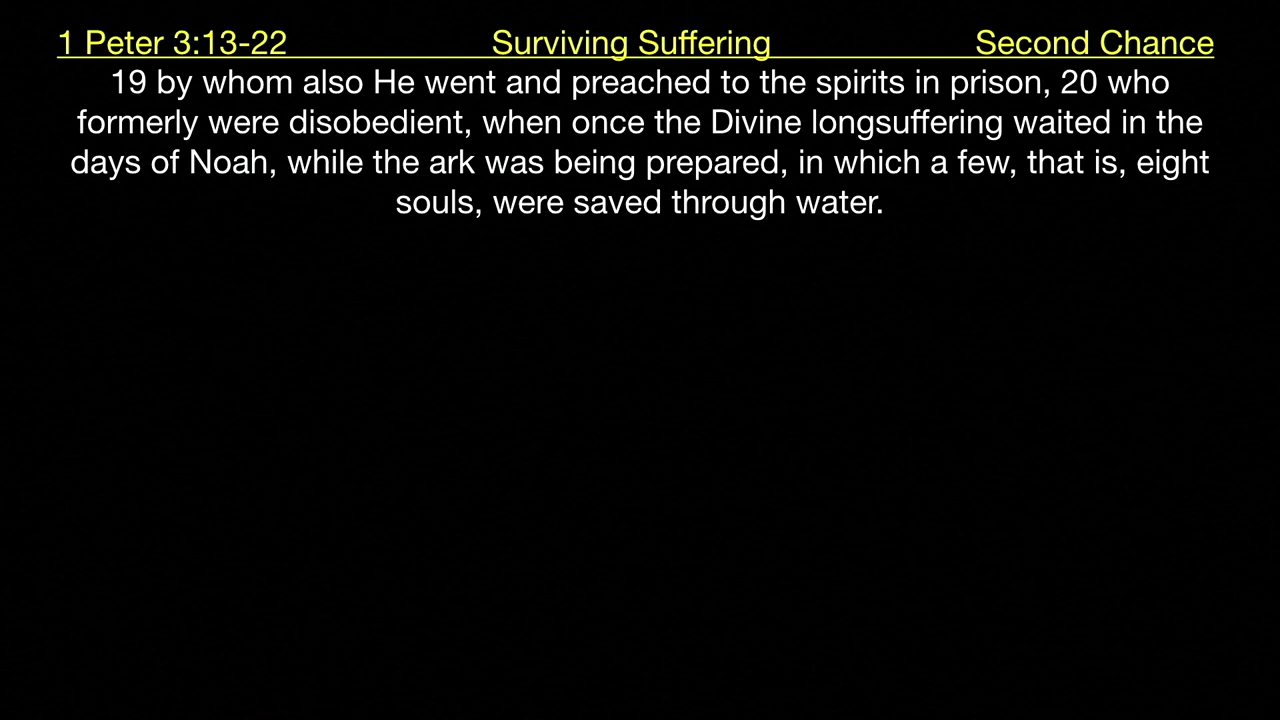 1 Peter 3:13-22 Surviving Suffering Second Chance
19 by whom also He went and preached to the spirits in prison, 20 who
formerly were disobedient, when once the Divine longsuffering waited in the
days of Noah, while the ark was being prepared, in which a few, that is, eight
souls, were saved through water.